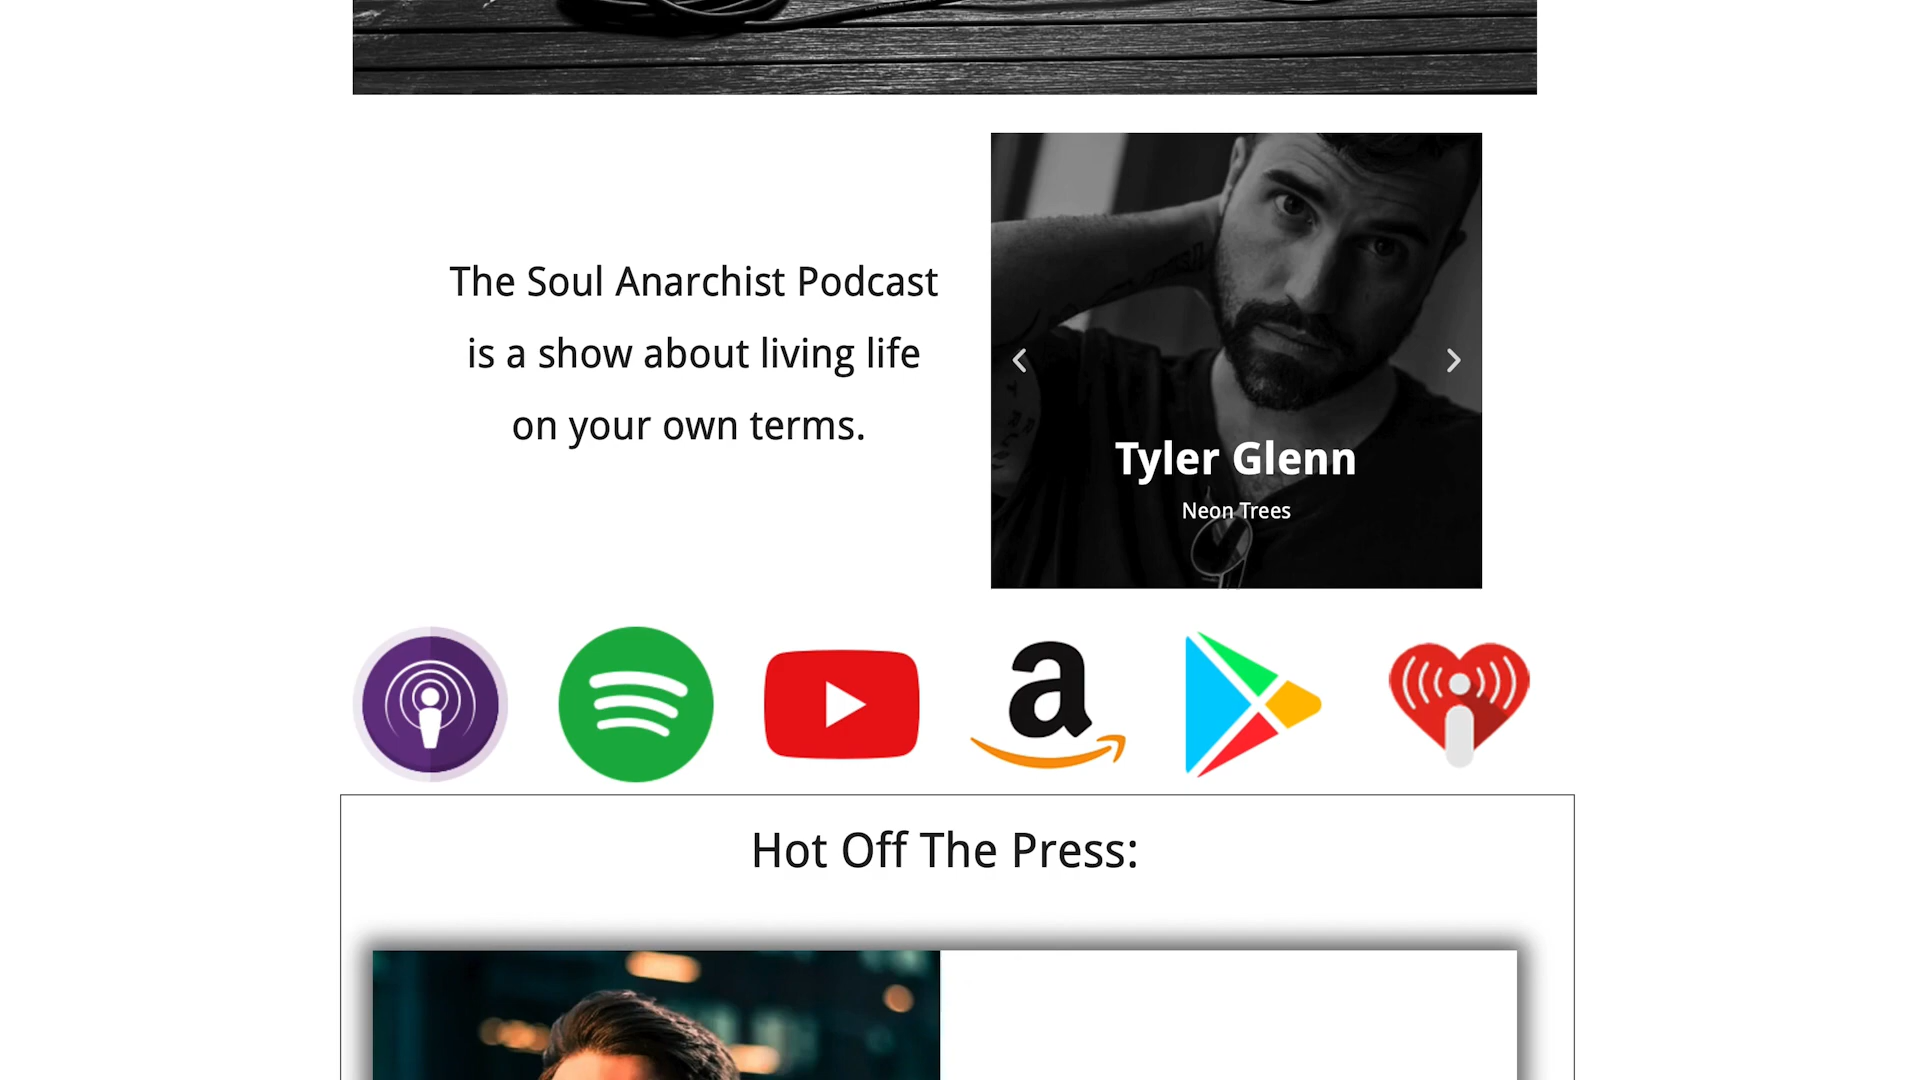 The Soul Anarchist Podcast
is a show about living life
on your own terms.
Tyler Glenn
Neon Trees
a
Hot Off The Press: